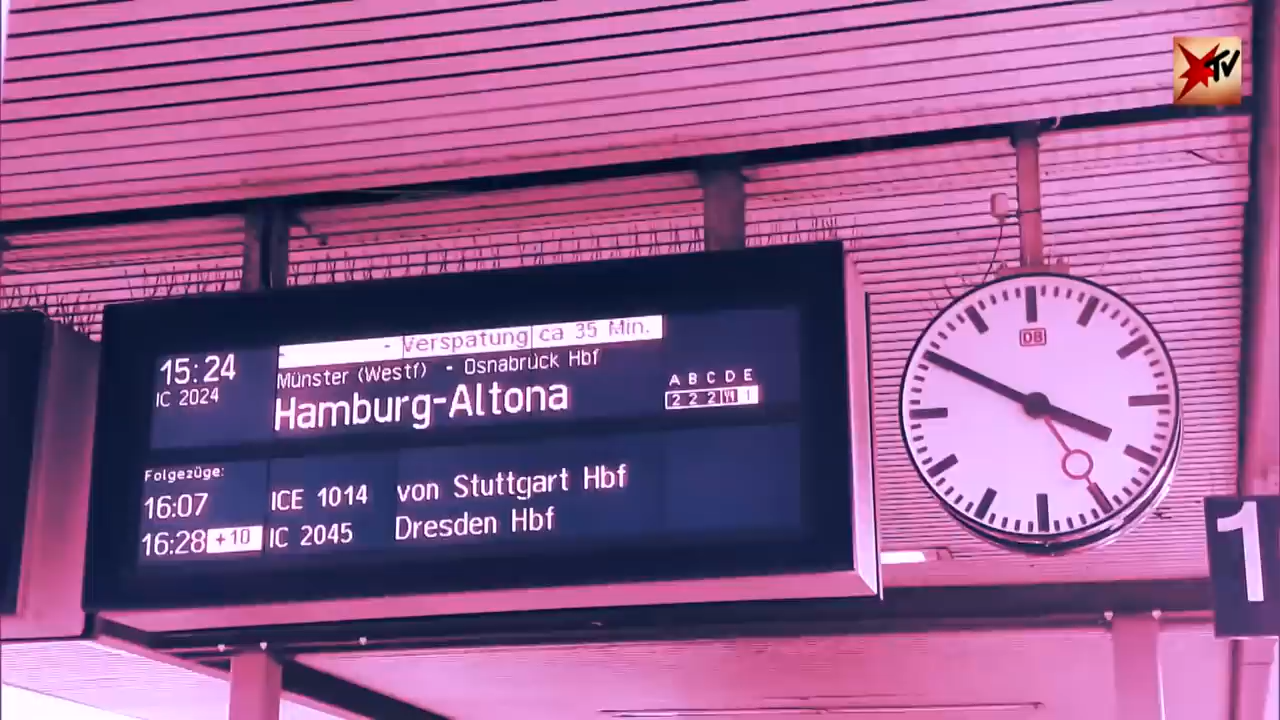 TV
- Verspatung ca 35 Min.
15:24
Münster (Westf) - Osnabrück Hbf
IC 2024
Hamburg-Altona
A B C D E
2 2 2 1
Folgezüge:
16:07 ICE 1014 von Stuttgart Hbf
16:28 +10 IC 2045 Dresden Hbf
DB
1